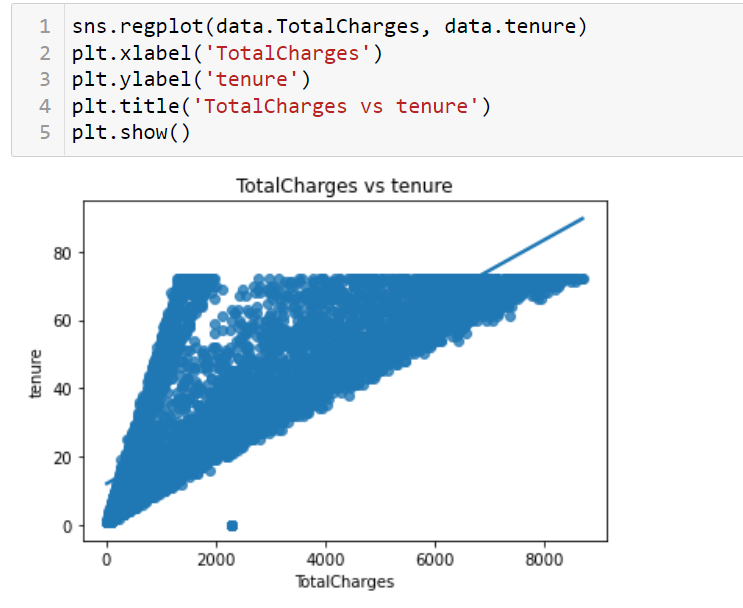 1 sns.regplot(data.TotalCharges, data.tenure)
2 plt.xlabel('TotalCharges')
3 plt.ylabel('tenure')
4 plt.title('TotalCharges vs tenure')
5 plt.show()
TotalCharges vs tenure
80
60
40
20
0
tenure
0 2000 4000 6000 8000
TotalCharges